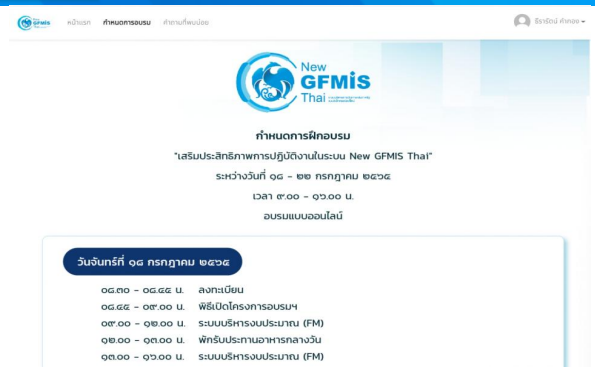 New GFMIS
หน้าแรก กำหนดการอบรม คำถามที่พบบ่อย
New
GFMiS
Thai
กำหนดการฝึกอบรม
"เสริมประสิทธิภาพการปฏิบัติงานในระบบ New GFMIS Thai"
ระหว่างวันที่ ๑๘ - ๒๒ กรกฎาคม ๒๕๖๕
เวลา ๙.๐๐ - ๑๖.๐๐ น.
อบรมแบบออนไลน์
วันจันทร์ที่ ๑๘ กรกฎาคม ๒๕๖๕
๐๘.๓๐ - ๐๘.๔๕ น. ลงทะเบียน
๐๘.๔๕ - ๐๙.๐๐ น. พิธีเปิดโครงการอบรมฯ
๐๙.๐๐ - ๑๒.๐๐ น. ระบบบริหารงบประมาณ (FM)
๑๒.๐๐ - ๑๓.๐๐ น. พักรับประทานอาหารกลางวัน
๑๓.๐๐ - ๑๖.๐๐ น. ระบบบริหารงบประมาณ (FM)